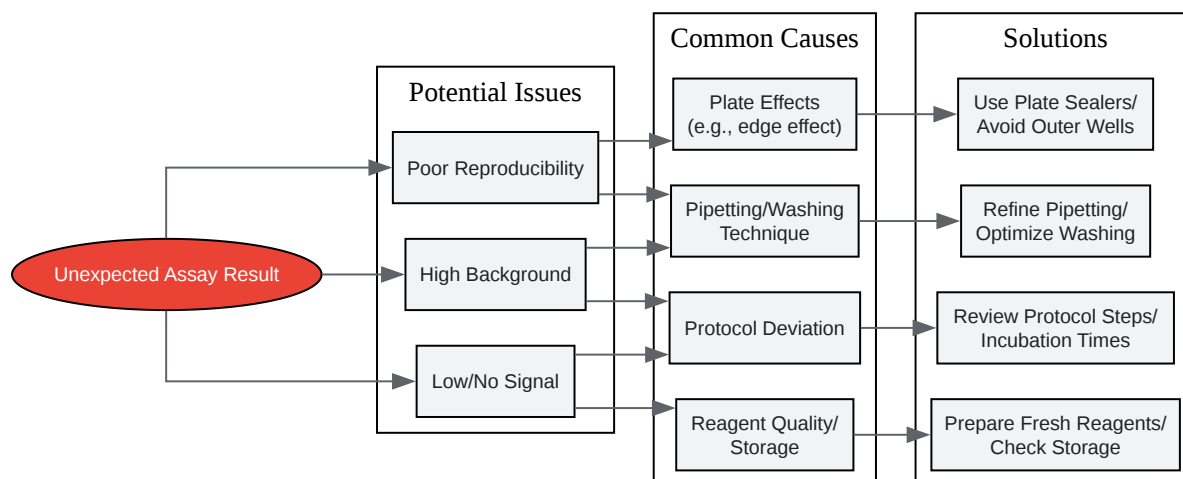 Unexpected Assay Result
Potential Issues
Poor Reproducibility
High Background
Low/No Signal
Common Causes
Plate Effects
(e.g., edge effect)
Pipetting/Washing
Technique
Protocol Deviation
Reagent Quality/
Storage
Solutions
Use Plate Sealers/
Avoid Outer Wells
Refine Pipetting/
Optimize Washing
Review Protocol Steps/
Incubation Times
Prepare Fresh Reagents/
Check Storage